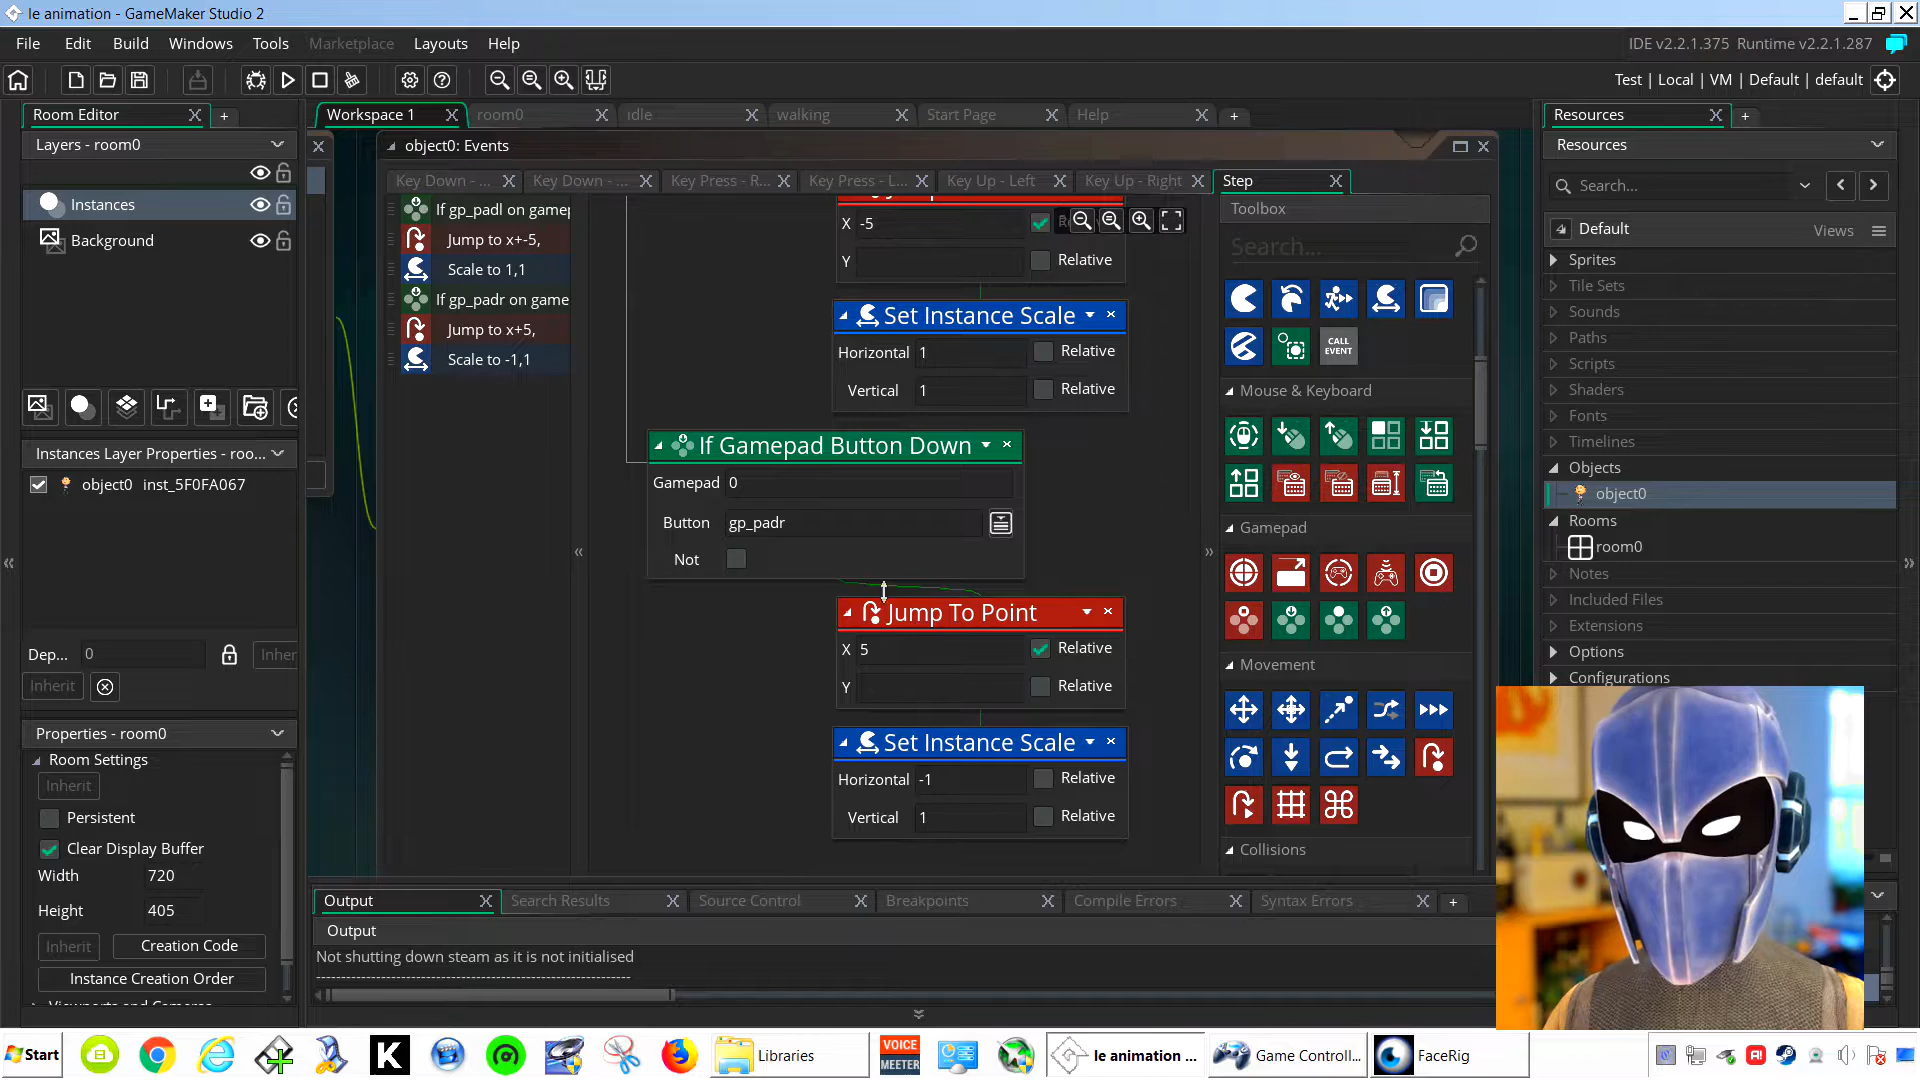 le animation - GameMaker Studio 2
File Edit Build Windows Tools Marketplace Layouts Help
IDE v2.2.1.375 Runtime v2.2.1.287
Test | Local | VM | Default | default
Room Editor
Workspace 1 room0 idle walking Start Page Help
Resources
Layers - room0
object0: Events
Resources
Key Down - ... Key Down - ... Key Press - R... Key Press - L... Key Up - Left Key Up - Right Step
Search...
Instances
Background
If gp_padl on gamep
Jump to x+-5,
Scale to 1,1
If gp_padr on game
Jump to x+5,
Scale to -1,1
X -5
Y Relative
Set Instance Scale
Horizontal 1 Relative
Vertical 1 Relative
If Gamepad Button Down
Gamepad 0
Button gp_padr
Not
Jump To Point
X 5 Relative
Y Relative
Set Instance Scale
Horizontal -1 Relative
Vertical 1 Relative
Toolbox
Search...
CALL
EVENT
Mouse & Keyboard
Gamepad
Movement
Collisions
Default Views
Sprites
Tile Sets
Sounds
Paths
Scripts
Shaders
Fonts
Timelines
Objects
object0
Rooms
room0
Notes
Included Files
Extensions
Options
Configurations
Instances Layer Properties - roo...
object0 inst_5F0FA067
Dep... 0 Inher
Inherit
Properties - room0
Room Settings
Inherit
Persistent
Clear Display Buffer
Width 720
Height 405
Inherit Creation Code
Instance Creation Order
Viewports and Cameras
Output Search Results Source Control Breakpoints Compile Errors Syntax Errors
Output
Not shutting down steam as it is not initialised
Start
K
Libraries
VOICE
MEETER
le animation ...
Game Controll...
FaceRig